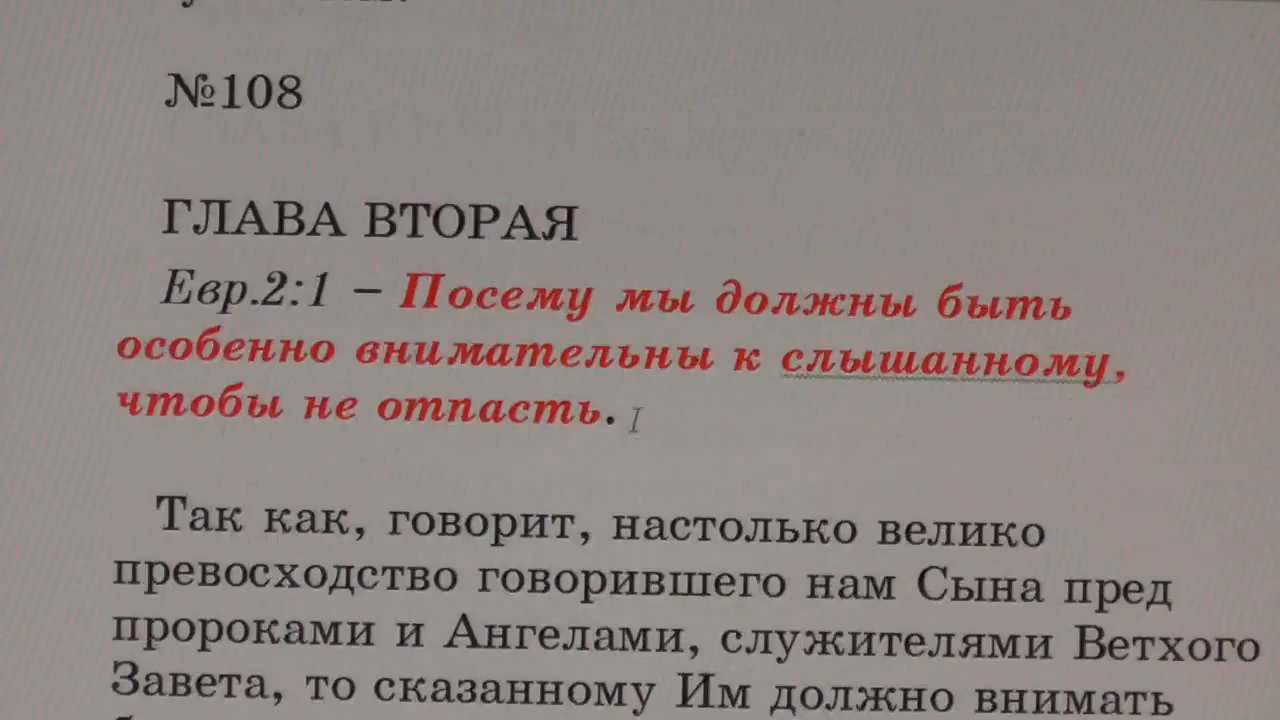 №108
ГЛАВА ВТОРАЯ
Евр.2:1 – Посему мы должны быть
особенно внимательны к слышанному,
чтобы не отпасть.
Так как, говорит, настолько велико
превосходство говорившего нам Сына пред
пророками и Ангелами, служителями Ветхого
Завета, то сказанному Им должно внимать